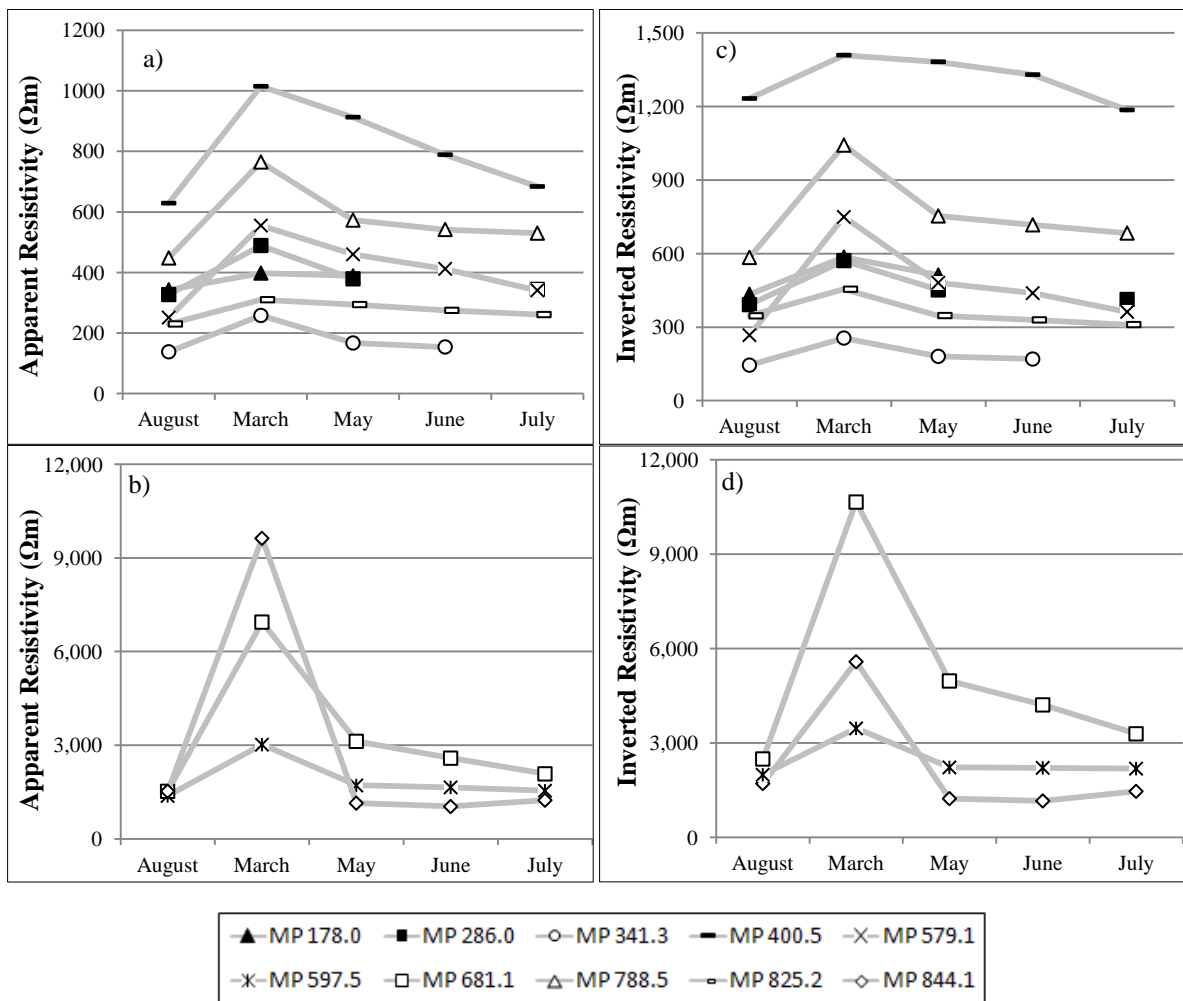 a)
Apparent Resistivity (Ωm)
1200
1000
800
600
400
200
0
August March May June July
c)
Inverted Resistivity (Ωm)
1,500
1,200
900
600
300
0
August March May June July
b)
Apparent Resistivity (Ωm)
12,000
9,000
6,000
3,000
0
August March May June July
d)
Inverted Resistivity (Ωm)
12,000
9,000
6,000
3,000
0
August March May June July
MP 178.0 MP 286.0 MP 341.3 MP 400.5 MP 579.1
MP 597.5 MP 681.1 MP 788.5 MP 825.2 MP 844.1